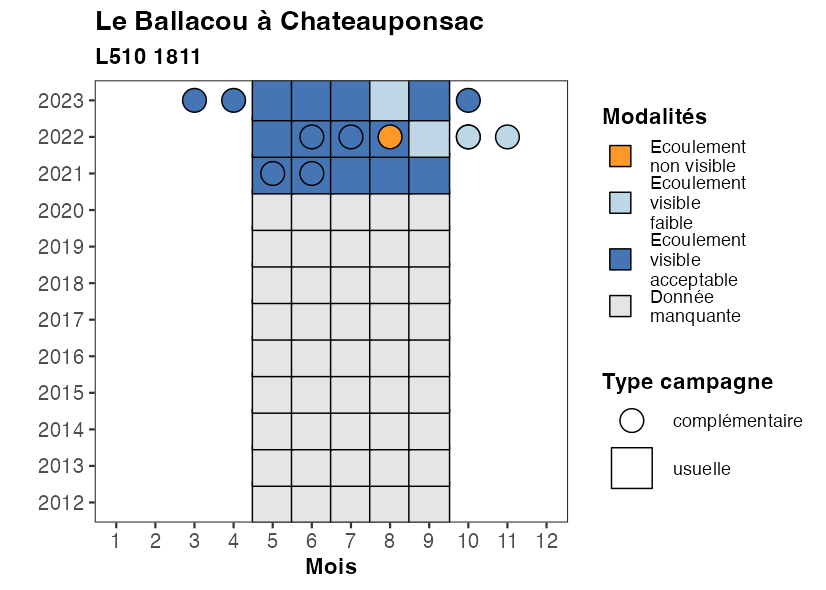 Le Ballacou à Chateauponsac
L510 1811
2023
2022
2021
2020
2019
2018
2017
2016
2015
2014
2013
2012
1 2 3 4 5 6 7 8 9 10 11 12
Mois
Modalités
Ecoulement
non visible
Ecoulement
visible
faible
Ecoulement
visible
acceptable
Donnée
manquante
Type campagne
complémentaire
usuelle